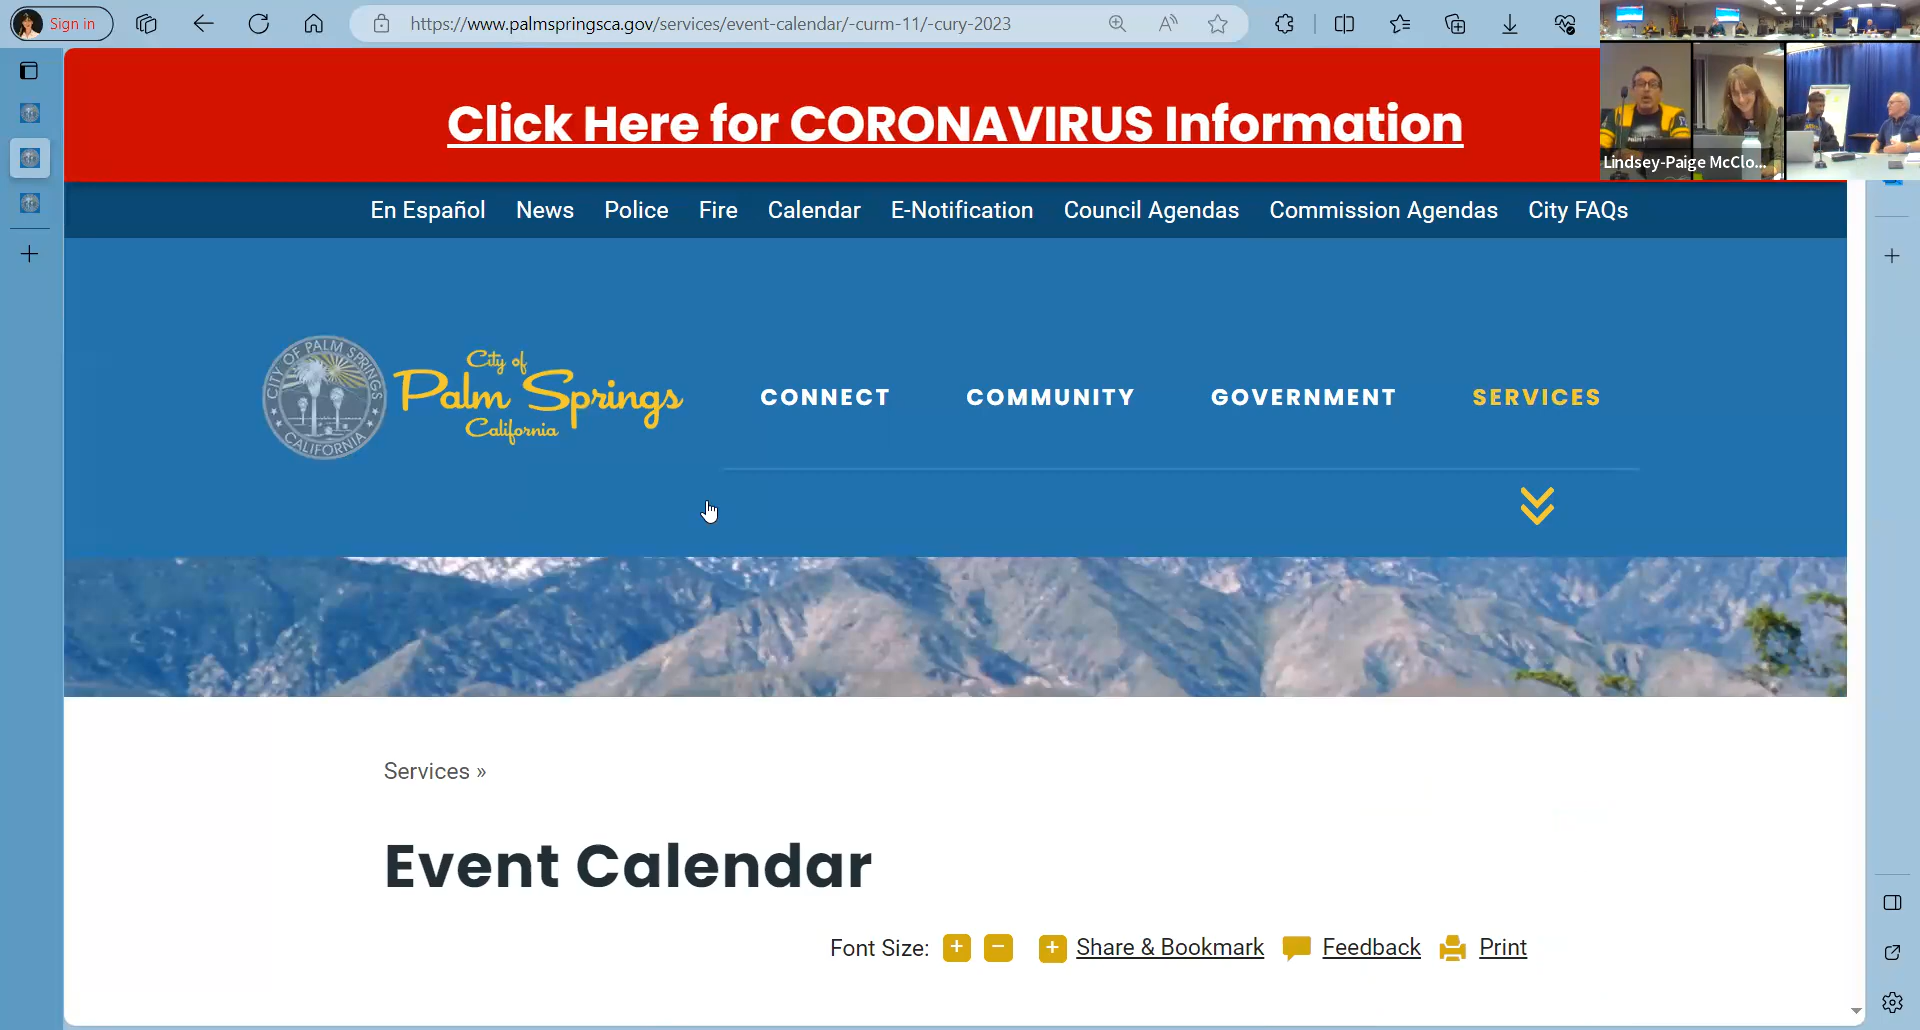 Sign in
https://www.palmspringsca.gov/services/event-calendar/-curm-11/-cury-2023
Click Here for CORONAVIRUS Information
Lindsey-Paige McClo...
En Español News Police Fire Calendar E-Notification Council Agendas Commission Agendas City FAQs
CITY OF PALM SPRINGS
CALIFORNIA
City of
Palm Springs
California
CONNECT COMMUNITY GOVERNMENT SERVICES
Services »
Event Calendar
Font Size: + − + Share & Bookmark Feedback Print